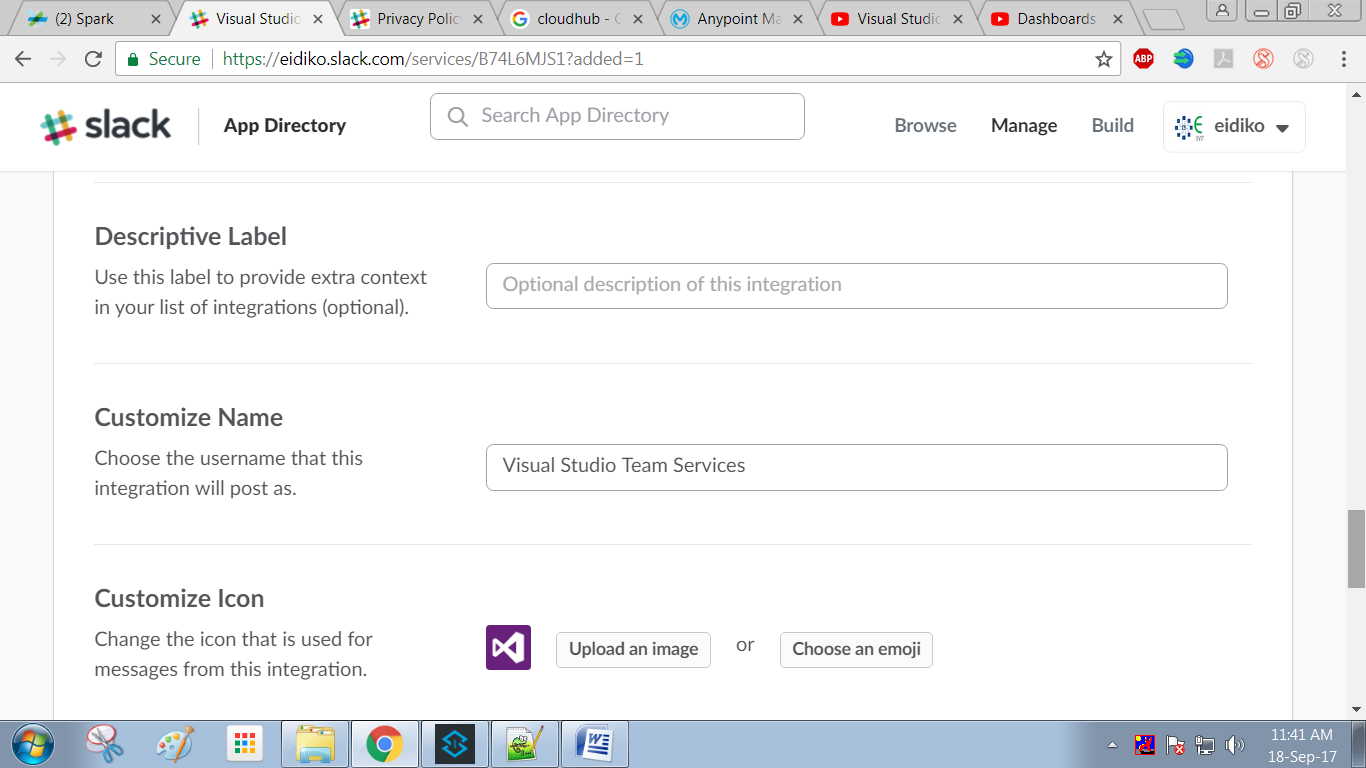 (2) Spark
Visual Studio
Privacy Polic
cloudhub - G
Anypoint Ma
Visual Studio
Dashboards
Secure
https://eidiko.slack.com/services/B74L6MJS1?added=1
ABP
slack
App Directory
Search App Directory
Browse
Manage
Build
eidiko
Descriptive Label
Use this label to provide extra context
in your list of integrations (optional).
Optional description of this integration
Customize Name
Choose the username that this
integration will post as.
Visual Studio Team Services
Customize Icon
Change the icon that is used for
messages from this integration.
Upload an image
or
Choose an emoji
11:41 AM
18-Sep-17